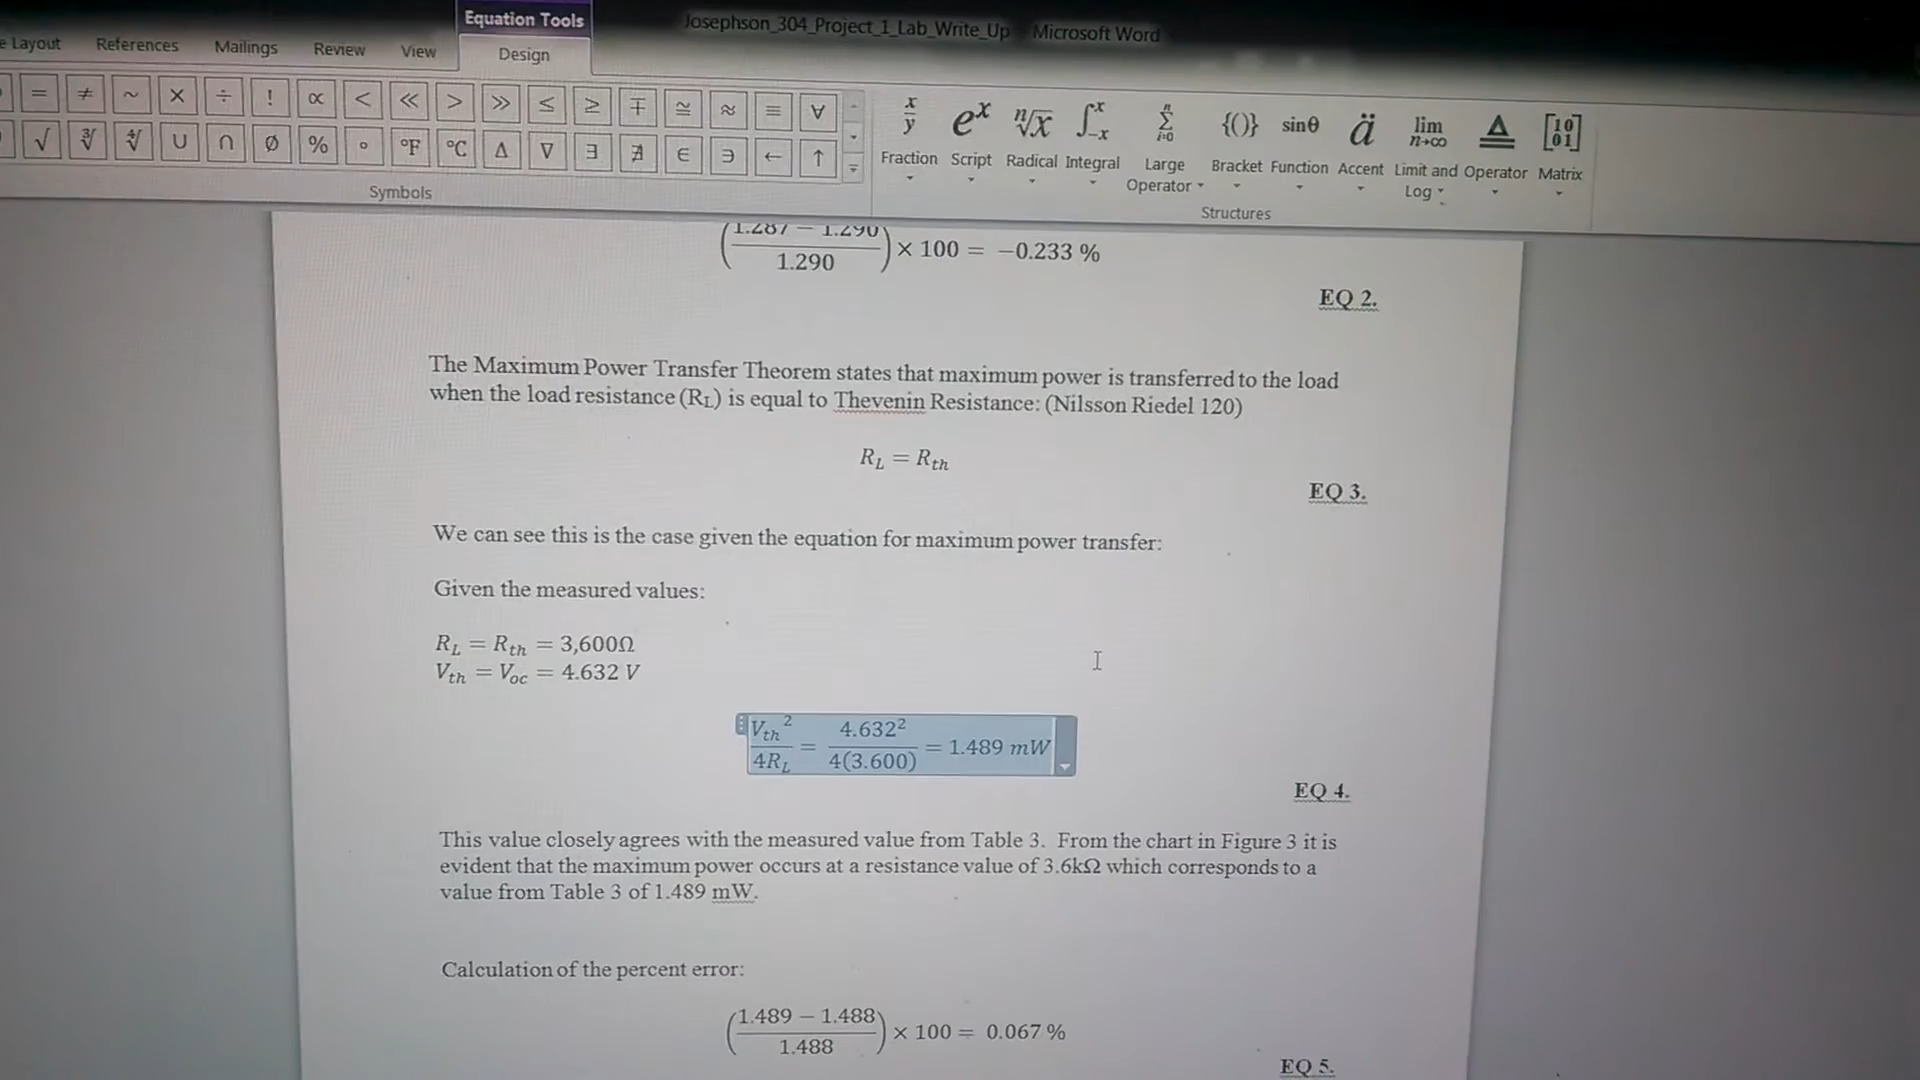 Equation Tools
Josephson_304_Project_1_Lab_Write_Up Microsoft Word
e Layout References Mailings Review View Design
= ≠ ~ × ÷ ! ∝ < ≪ > ≫ ≤ ≥ ∓ ≅ ≈ ≡ ∀
√ ∛ ∜ ∪ ∩ ∅ % ° °F °C ∆ ∇ ∃ ∄ ∈ ∋ ← ↑
Fraction Script Radical Integral Large Operator Bracket Function Accent Limit and Log Operator Matrix
Symbols Structures
((1.287 − 1.290)/1.290) × 100 = −0.233 %
EQ 2.
The Maximum Power Transfer Theorem states that maximum power is transferred to the load
when the load resistance (RL) is equal to Thevenin Resistance: (Nilsson Riedel 120)
R_L = R_th
EQ 3.
We can see this is the case given the equation for maximum power transfer:
Given the measured values:
R_L = R_th = 3,600Ω
V_th = V_oc = 4.632 V
V_th²/4R_L = 4.632²/4(3.600) = 1.489 mW
EQ 4.
This value closely agrees with the measured value from Table 3. From the chart in Figure 3 it is
evident that the maximum power occurs at a resistance value of 3.6kΩ which corresponds to a
value from Table 3 of 1.489 mW.
Calculation of the percent error:
((1.489 − 1.488)/1.488) × 100 = 0.067 %
EQ 5.